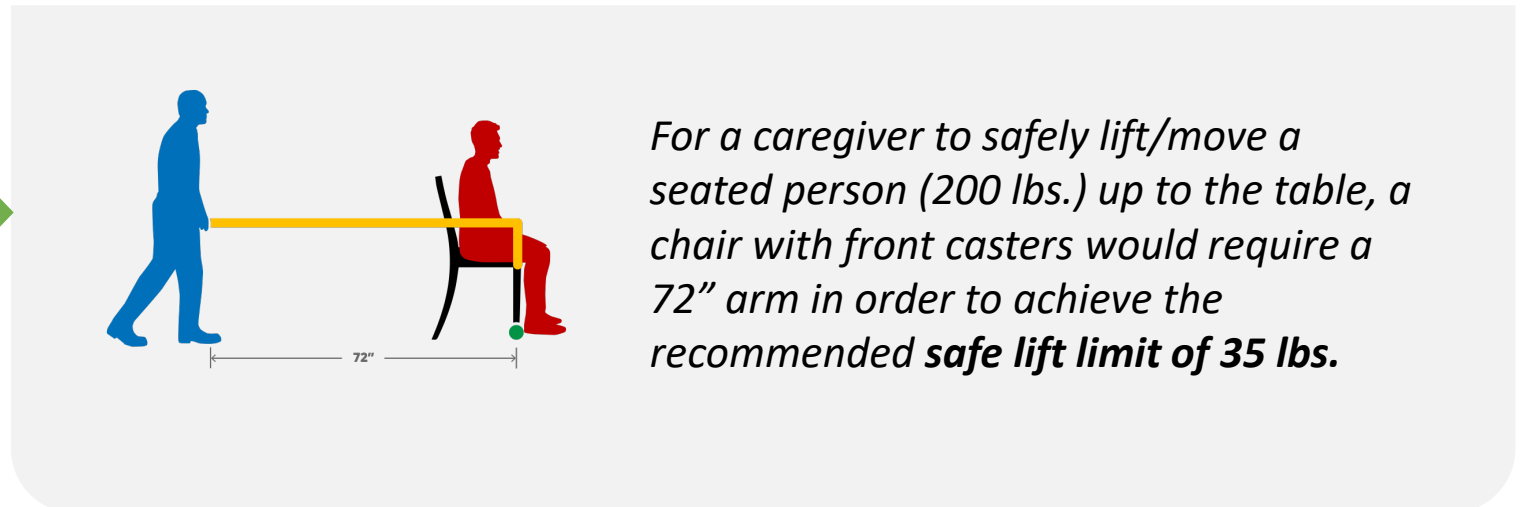 For a caregiver to safely lift/move a
seated person (200 lbs.) up to the table, a
chair with front casters would require a
72” arm in order to achieve the
recommended safe lift limit of 35 lbs.
72”